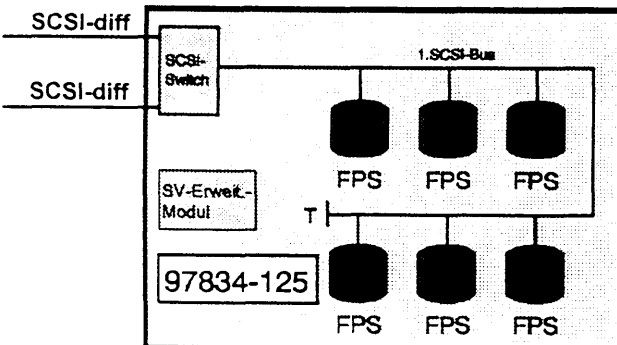 SCSI-diff
SCSI-Switch
1.SCSI-Bus
SCSI-diff
FPS FPS FPS
SV-Erweit.-
Modul
T
97834-125
FPS FPS FPS